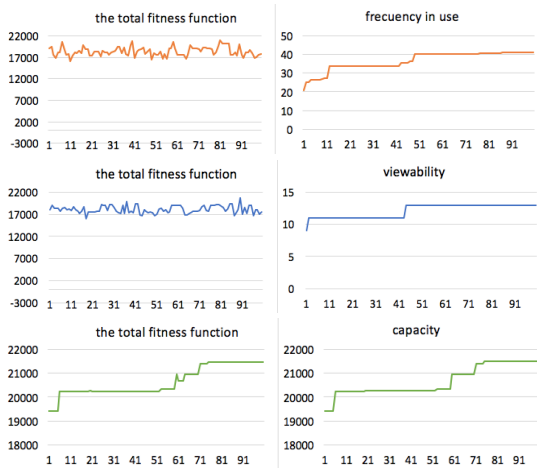 the total fitness function
22000
17000
12000
7000
2000
-3000
1 11 21 31 41 51 61 71 81 91
frecuency in use
50
40
30
20
10
0
1 11 21 31 41 51 61 71 81 91
the total fitness function
22000
17000
12000
7000
2000
-3000
1 11 21 31 41 51 61 71 81 91
viewability
15
10
5
0
1 11 21 31 41 51 61 71 81 91
the total fitness function
22000
21000
20000
19000
18000
1 11 21 31 41 51 61 71 81 91
capacity
22000
21000
20000
19000
18000
1 11 21 31 41 51 61 71 81 91